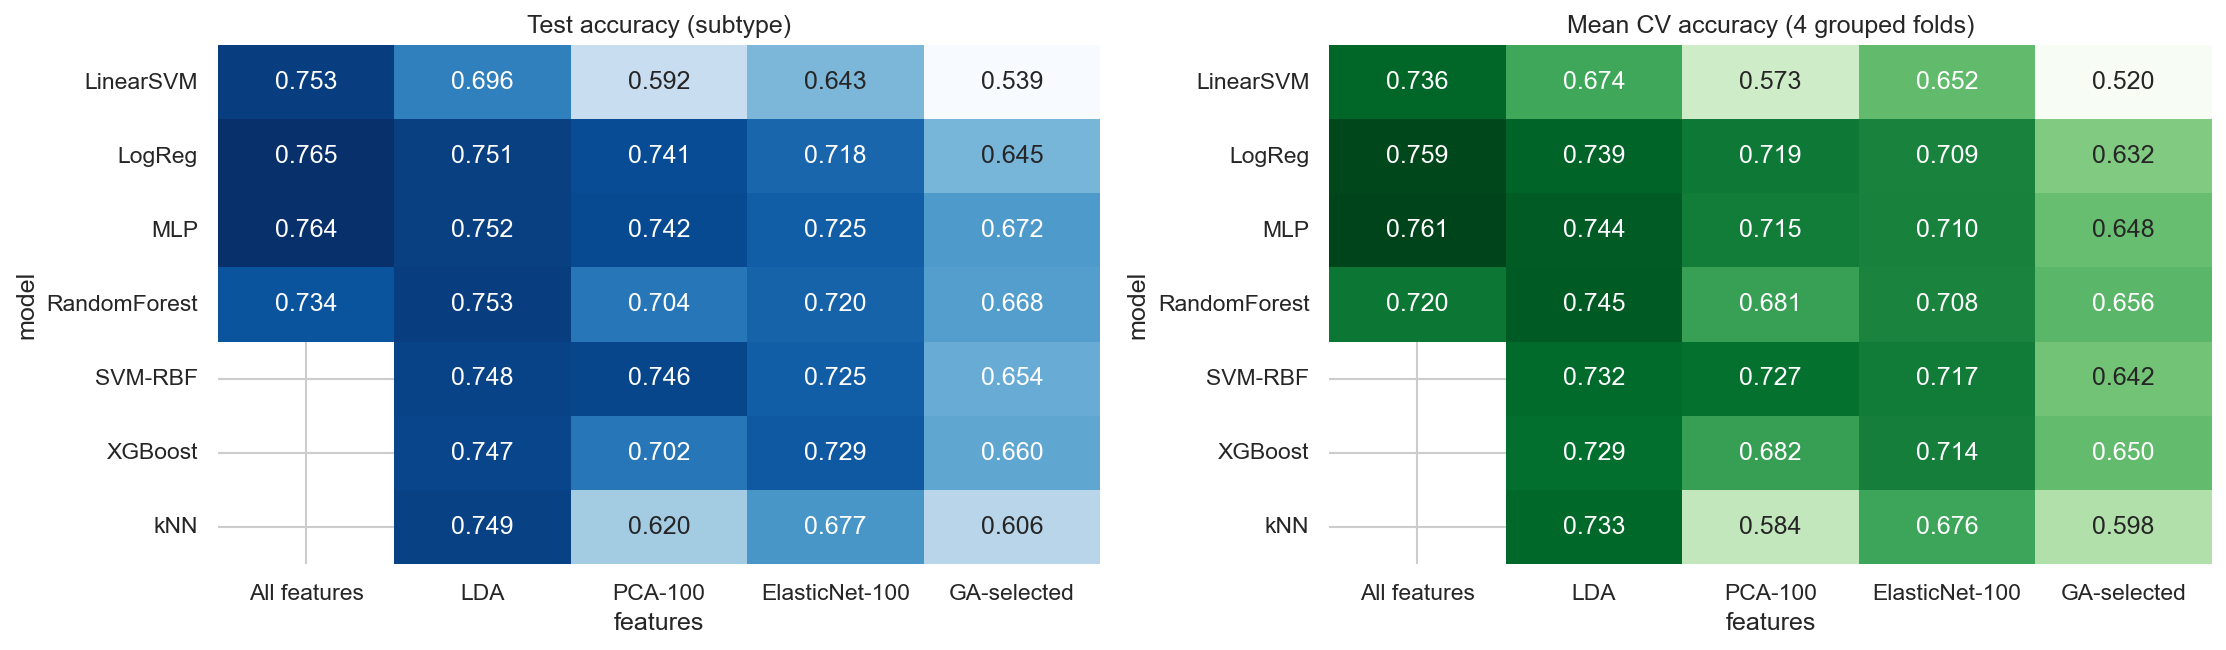 Test accuracy (subtype)
model
LinearSVM 0.753 0.696 0.592 0.643 0.539
LogReg 0.765 0.751 0.741 0.718 0.645
MLP 0.764 0.752 0.742 0.725 0.672
RandomForest 0.734 0.753 0.704 0.720 0.668
SVM-RBF 0.748 0.746 0.725 0.654
XGBoost 0.747 0.702 0.729 0.660
kNN 0.749 0.620 0.677 0.606
All features LDA PCA-100 ElasticNet-100 GA-selected
features
Mean CV accuracy (4 grouped folds)
model
LinearSVM 0.736 0.674 0.573 0.652 0.520
LogReg 0.759 0.739 0.719 0.709 0.632
MLP 0.761 0.744 0.715 0.710 0.648
RandomForest 0.720 0.745 0.681 0.708 0.656
SVM-RBF 0.732 0.727 0.717 0.642
XGBoost 0.729 0.682 0.714 0.650
kNN 0.733 0.584 0.676 0.598
All features LDA PCA-100 ElasticNet-100 GA-selected
features